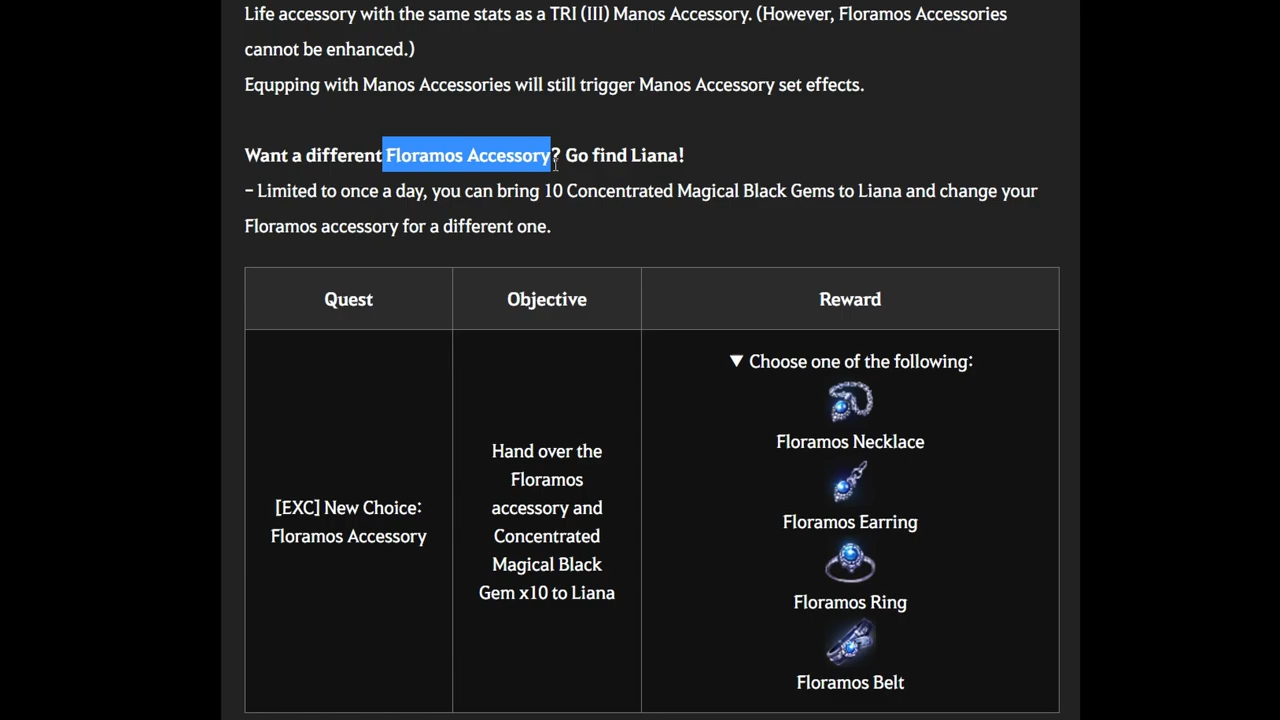 Life accessory with the same stats as a TRI (III) Manos Accessory. (However, Floramos Accessories
cannot be enhanced.)
Equpping with Manos Accessories will still trigger Manos Accessory set effects.
Want a different Floramos Accessory? Go find Liana!
- Limited to once a day, you can bring 10 Concentrated Magical Black Gems to Liana and change your
Floramos accessory for a different one.
Quest
Objective
Reward
[EXC] New Choice:
Floramos Accessory
Hand over the
Floramos
accessory and
Concentrated
Magical Black
Gem x10 to Liana
▼ Choose one of the following:
Floramos Necklace
Floramos Earring
Floramos Ring
Floramos Belt